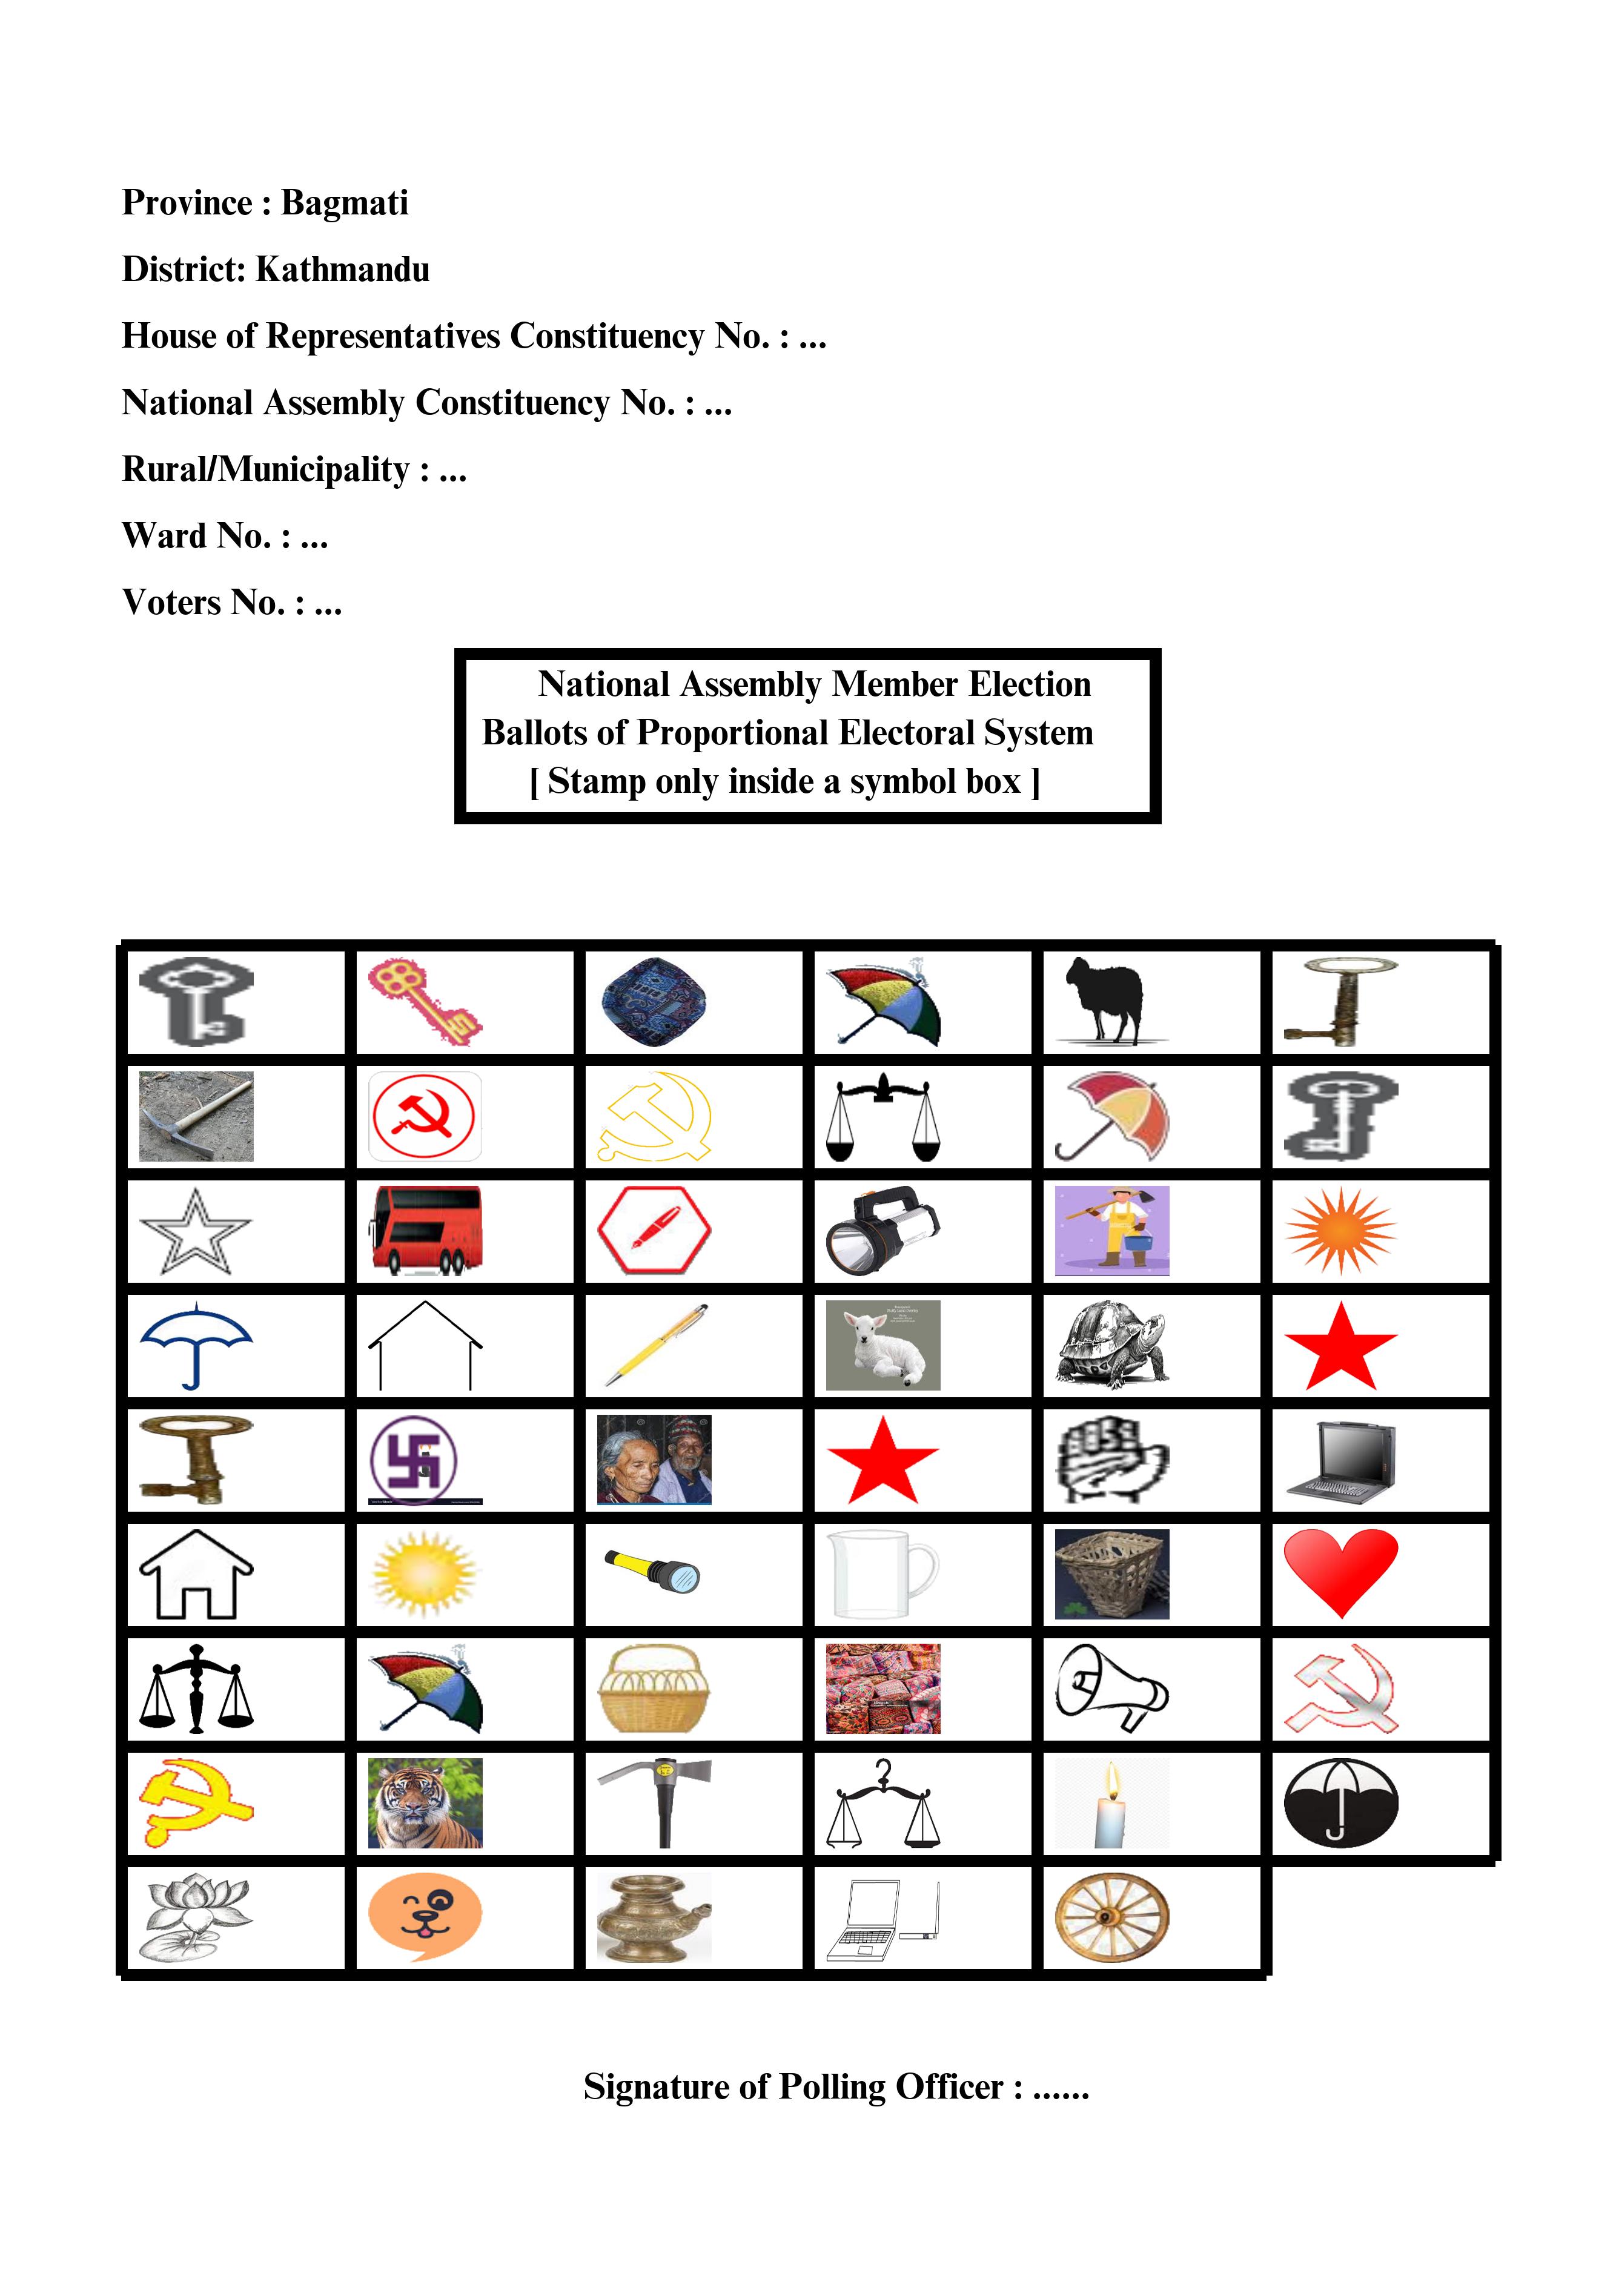 Province : Bagmati
District: Kathmandu
House of Representatives Constituency No. : ...
National Assembly Constituency No. : ...
Rural/Municipality : ...
Ward No. : ...
Voters No. : ...
National Assembly Member Election
Ballots of Proportional Electoral System
[ Stamp only inside a symbol box ]
Signature of Polling Officer : ......